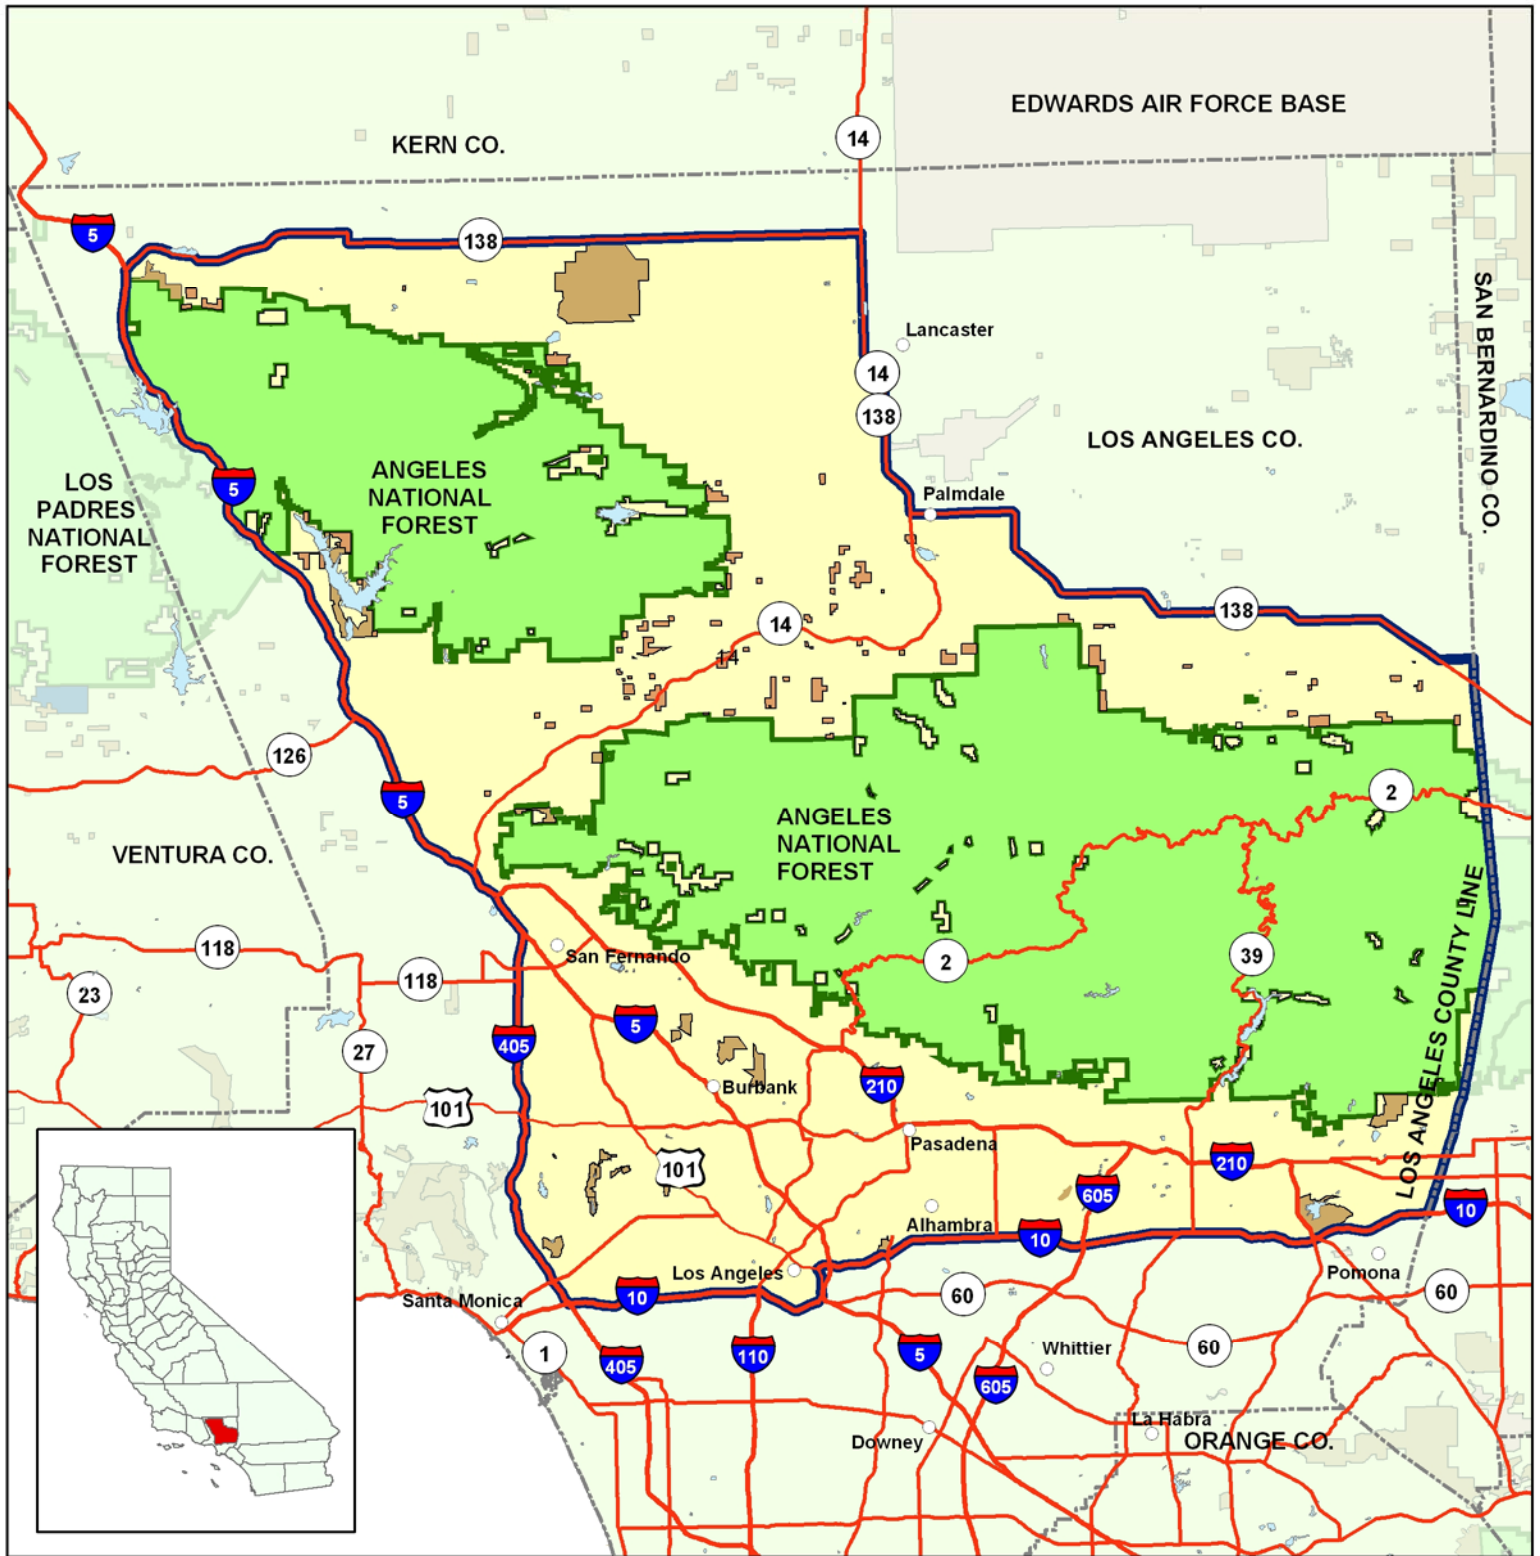 EDWARDS AIR FORCE BASE
14
KERN CO.
5
138
SAN BERNARDINO CO.
Lancaster
14
138
LOS ANGELES CO.
LOS
PADRES
NATIONAL
FOREST
5
ANGELES
NATIONAL
FOREST
Palmdale
138
14
14
126
5
2
VENTURA CO.
ANGELES
NATIONAL
FOREST
LOS ANGELES COUNTY LINE
118
118
San Fernando
2
39
23
5
27
405
Burbank
210
101
Pasadena
101
210
605
10
Alhambra
10
Los Angeles
Pomona
Santa Monica
10
60
60
1
405
110
5
Whittier
60
605
La Habra
Downey
ORANGE CO.